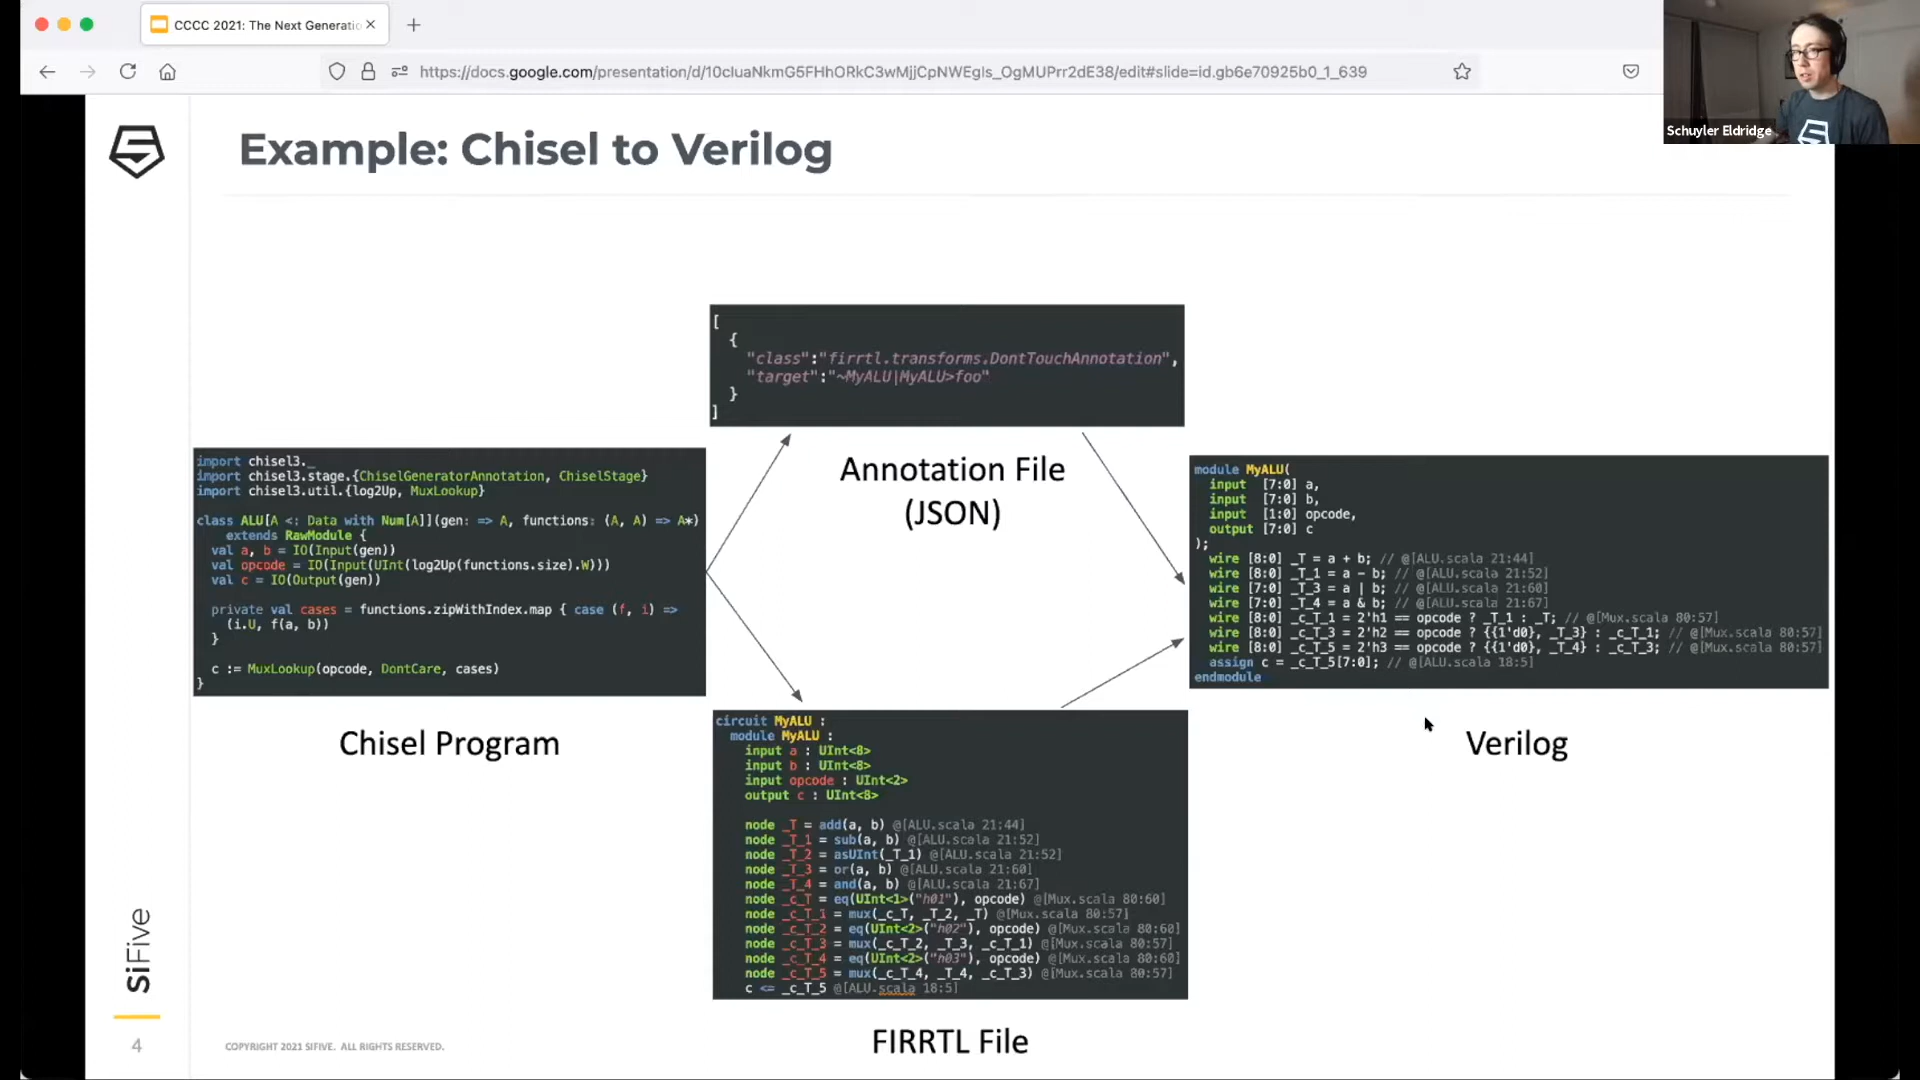 CCCC 2021: The Next Generatio
https://docs.google.com/presentation/d/10cIuaNkmG5FHhORkC3wMjjCpNWEgIs_OgMUPrr2dE38/edit#slide=id.gb6e70925b0_1_639
Schuyler Eldridge
Example: Chisel to Verilog
[
{
"class":"firrtl.transforms.DontTouchAnnotation",
"target":"~MyALU|MyALU>foo"
}
]
Annotation File
(JSON)
import chisel3._
import chisel3.stage.{ChiselGeneratorAnnotation, ChiselStage}
import chisel3.util.{log2Up, MuxLookup}
class ALU[A <: Data with Num[A]](gen: => A, functions: (A, A) => A*)
extends RawModule {
val a, b = IO(Input(gen))
val opcode = IO(Input(UInt(log2Up(functions.size).W)))
val c = IO(Output(gen))
private val cases = functions.zipWithIndex.map { case (f, i) =>
(i.U, f(a, b))
}
c := MuxLookup(opcode, DontCare, cases)
}
Chisel Program
circuit MyALU :
module MyALU :
input a : UInt<8>
input b : UInt<8>
input opcode : UInt<2>
output c : UInt<8>
node _T = add(a, b) @[ALU.scala 21:44]
node _T_1 = sub(a, b) @[ALU.scala 21:52]
node _T_2 = asUInt(_T_1) @[ALU.scala 21:52]
node _T_3 = or(a, b) @[ALU.scala 21:60]
node _T_4 = and(a, b) @[ALU.scala 21:67]
node _c_T = eq(UInt<1>("h01"), opcode) @[Mux.scala 80:60]
node _c_T_1 = mux(_c_T, _T_2, _T) @[Mux.scala 80:57]
node _c_T_2 = eq(UInt<2>("h02"), opcode) @[Mux.scala 80:60]
node _c_T_3 = mux(_c_T_2, _T_3, _c_T_1) @[Mux.scala 80:57]
node _c_T_4 = eq(UInt<2>("h03"), opcode) @[Mux.scala 80:60]
node _c_T_5 = mux(_c_T_4, _T_4, _c_T_3) @[Mux.scala 80:57]
c <= _c_T_5 @[ALU.scala 18:5]
FIRRTL File
module MyALU(
input [7:0] a,
input [7:0] b,
input [1:0] opcode,
output [7:0] c
);
wire [8:0] _T = a + b; // @[ALU.scala 21:44]
wire [8:0] _T_1 = a - b; // @[ALU.scala 21:52]
wire [7:0] _T_3 = a | b; // @[ALU.scala 21:60]
wire [7:0] _T_4 = a & b; // @[ALU.scala 21:67]
wire [8:0] _c_T_1 = 2'h1 == opcode ? _T_1 : _T; // @[Mux.scala 80:57]
wire [8:0] _c_T_3 = 2'h2 == opcode ? {{1'd0}, _T_3} : _c_T_1; // @[Mux.scala 80:57]
wire [8:0] _c_T_5 = 2'h3 == opcode ? {{1'd0}, _T_4} : _c_T_3; // @[Mux.scala 80:57]
assign c = _c_T_5[7:0]; // @[ALU.scala 18:5]
endmodule
Verilog
SiFive
4
COPYRIGHT 2021 SIFIVE. ALL RIGHTS RESERVED.